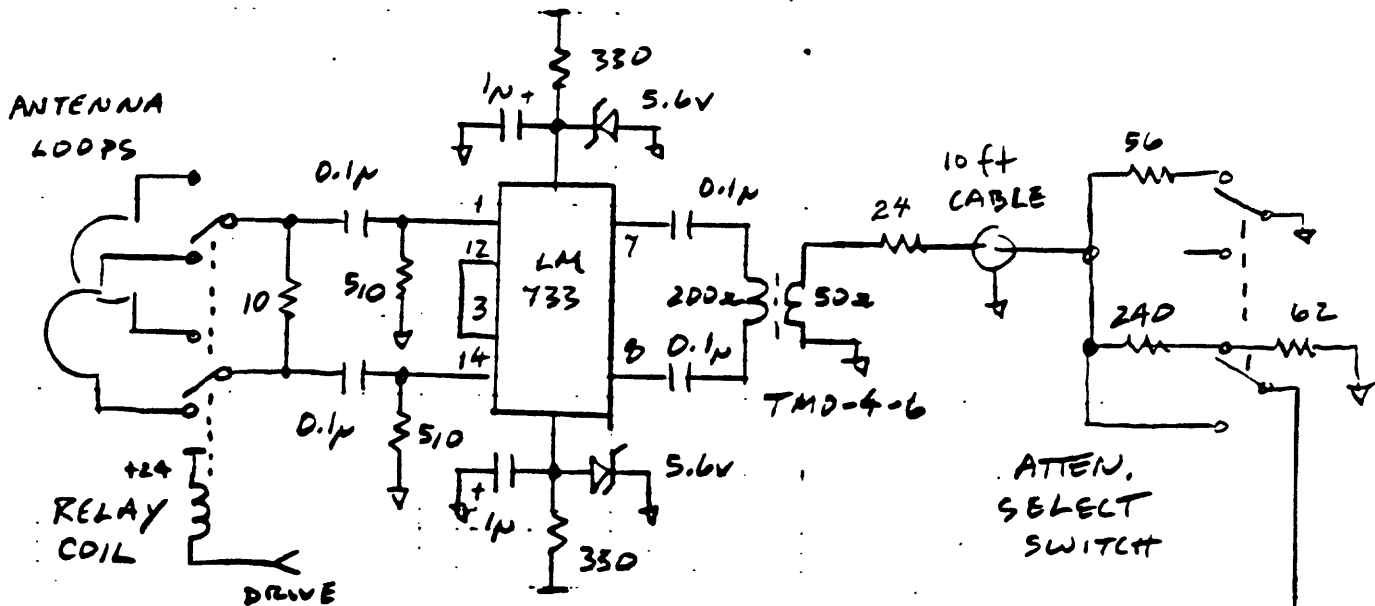 330
1μ +
5.6V
ANTENNA
LOOPS
0.1μ
0.1μ
10 ft
CABLE
56
24
1
12
3
14
LM
733
7
8
10
510
200Ω
50Ω
240
62
0.1μ
0.1μ
510
TMO-4-6
+24
RELAY
COIL
DRIVE
+
1μ
5.6V
330
ATTEN.
SELECT
SWITCH